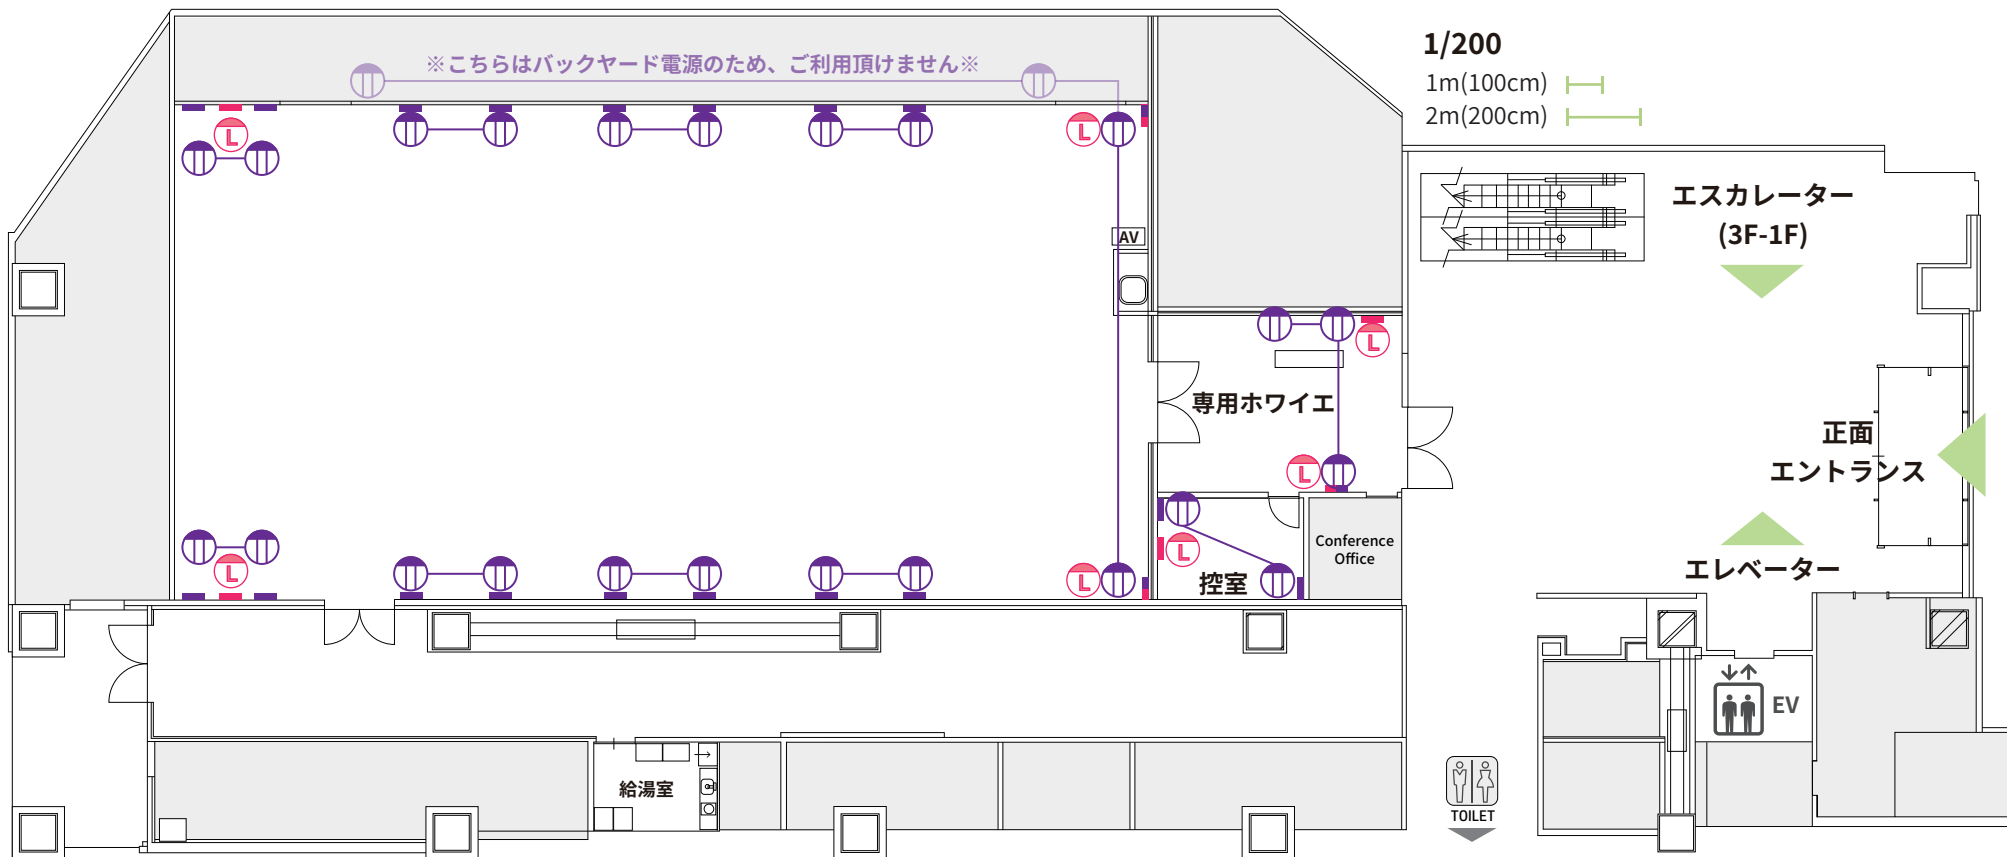 ※こちらはバックヤード電源のため、ご利用頂けません※
1/200
1m(100cm)
2m(200cm)
エスカレーター
(3F-1F)
L
L
AV
L
専用ホワイエ
正面
エントランス
L
L
L
L
Conference
Office
控室
エレベーター
EV
給湯室
TOILET